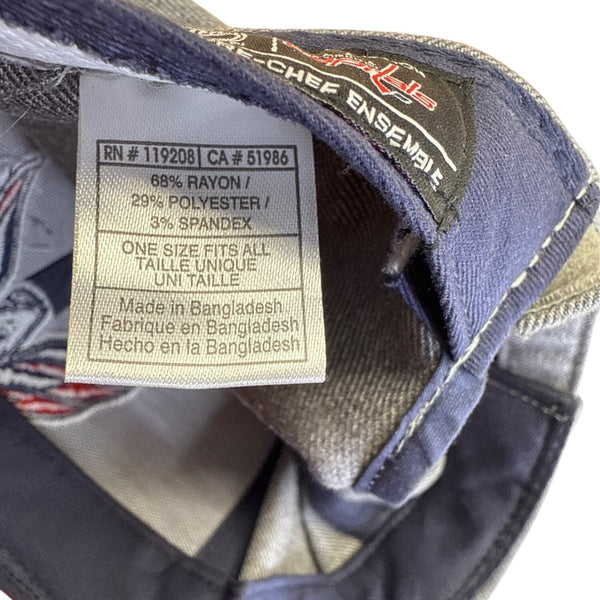 RN # 119208 CA # 51986
68% RAYON /
29% POLYESTER /
3% SPANDEX
ONE SIZE FITS ALL
TAILLE UNIQUE
UNI TAILLE
Made in Bangladesh
Fabrique en Bangladesh
Hecho en la Bangladesh
-CHEF ENSEMBLE